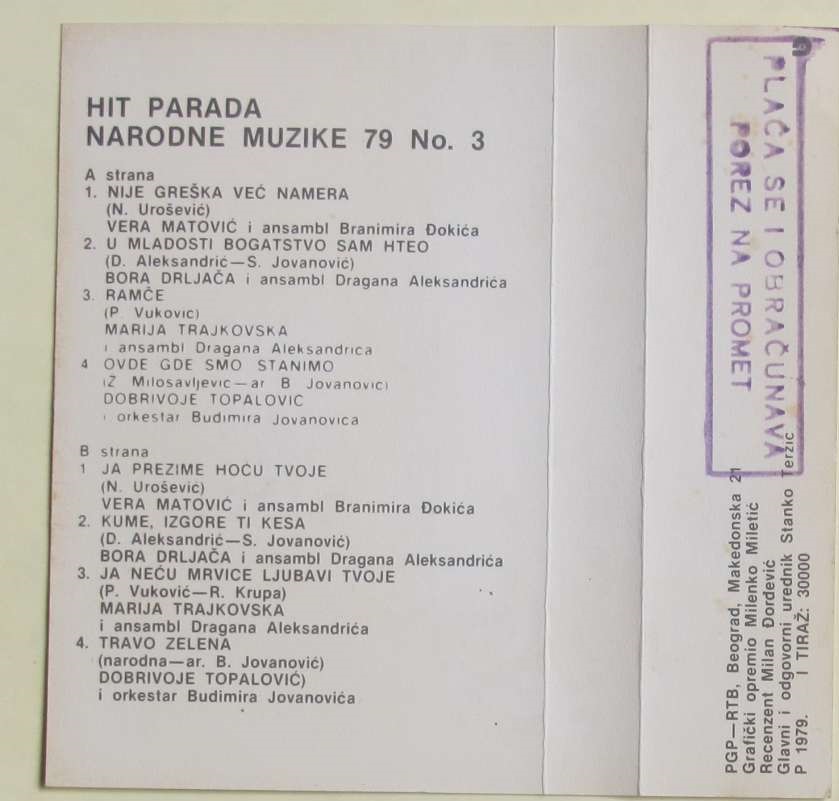 HIT PARADA
NARODNE MUZIKE 79 No. 3
A strana
1. NIJE GREŠKA VEĆ NAMERA
(N. Urošević)
VERA MATOVIĆ i ansambl Branimira Đokića
2. U MLADOSTI BOGATSTVO SAM HTEO
(D. Aleksandrić—S. Jovanović)
BORA DRLJAČA i ansambl Dragana Aleksandrića
3. RAMČE
(P. Vukovic)
MARIJA TRAJKOVSKA
i ansambl Dragana Aleksandrica
4 OVDE GDE SMO STANIMO
(Ž Milosavljevic—ar B Jovanovic)
DOBRIVOJE TOPALOVIC
i orkestar Budimira Jovanovica
B strana
1 JA PREZIME HOĆU TVOJE
(N. Urošević)
VERA MATOVIĆ i ansambl Branimira Đokića
2. KUME, IZGORE TI KESA
(D. Aleksandrić—S. Jovanović)
BORA DRLJAČA i ansambl Dragana Aleksandrića
3. JA NEĆU MRVICE LJUBAVI TVOJE
(P. Vuković—R. Krupa)
MARIJA TRAJKOVSKA
i ansambl Dragana Aleksandrića
4. TRAVO ZELENA
(narodna—ar. B. Jovanović)
DOBRIVOJE TOPALOVIĆ)
i orkestar Budimira Jovanovića
PLAĆA SE I OBRAČUNAVA
POREZ NA PROMET
PGP—RTB, Beograd, Makedonska 21
Grafički opremio Milenko Miletić
Recenzent Milan Đorđević
Glavni i odgovorni urednik Stanko Terzić
P 1979. I TIRAŽ: 30000